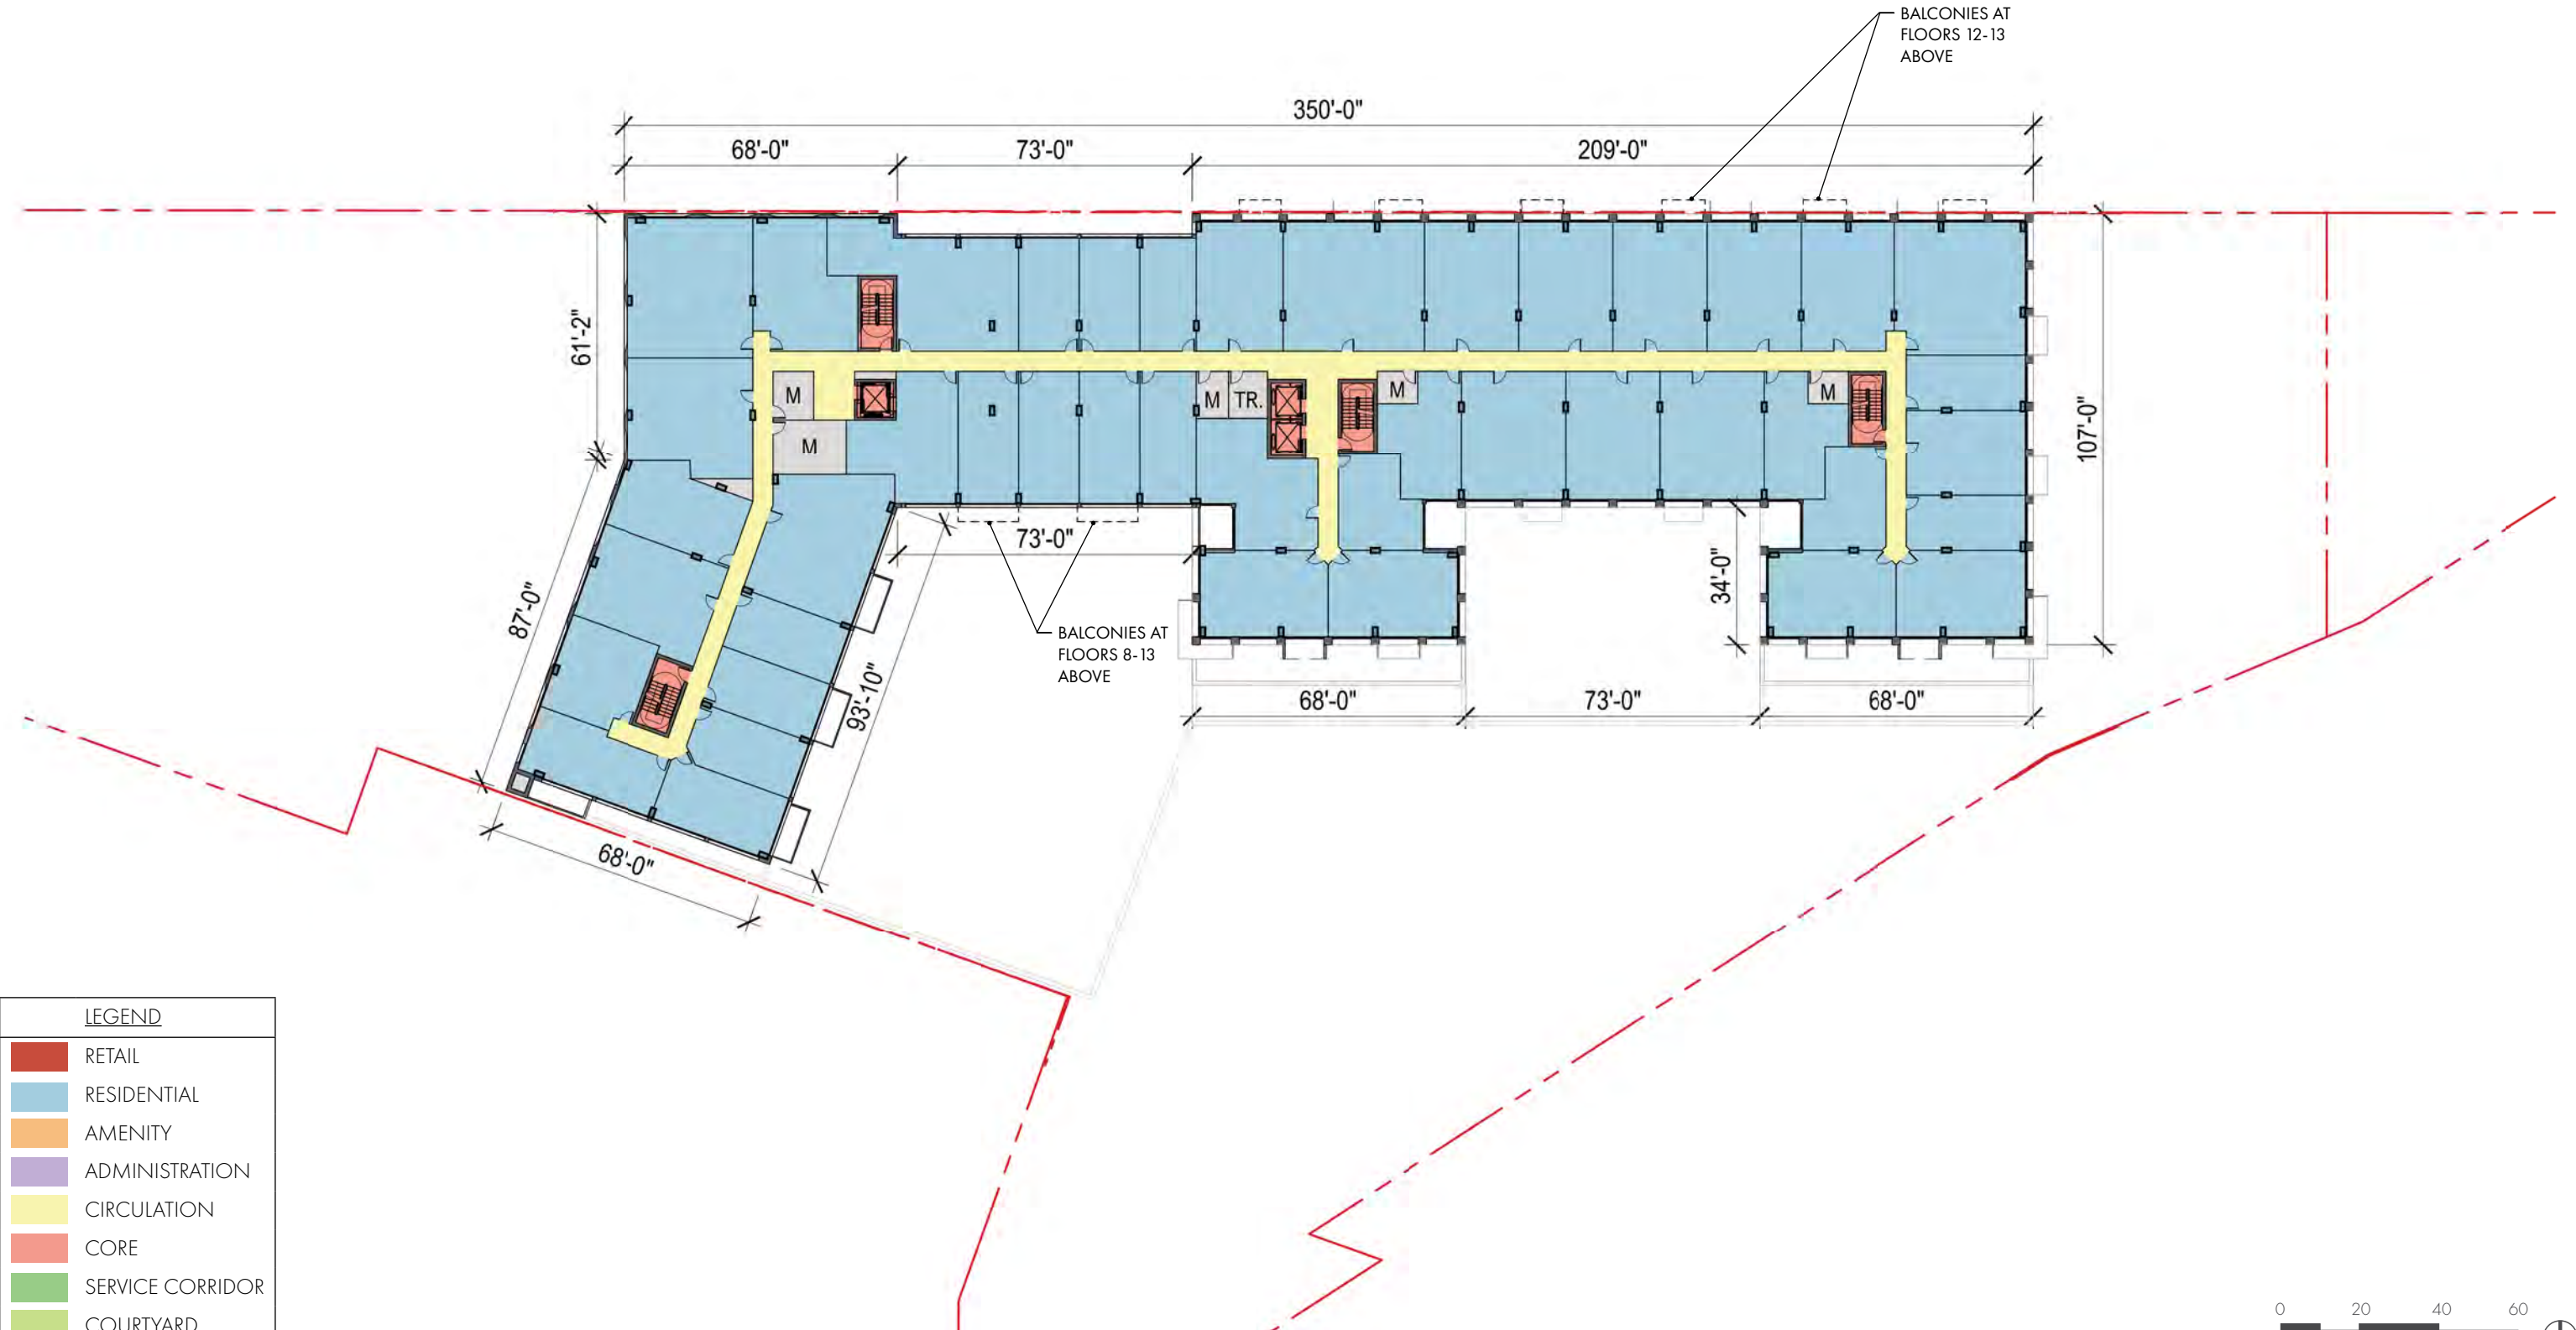 BALCONIES AT
FLOORS 12-13
ABOVE
350'-0"
68'-0"
73'-0"
209'-0"
61'-2"
M
M
M
TR.
M
M
107'-0"
73'-0"
34'-0"
87'-0"
BALCONIES AT
FLOORS 8-13
ABOVE
93'-10"
68'-0"
73'-0"
68'-0"
68'-0"
LEGEND
RETAIL
RESIDENTIAL
AMENITY
ADMINISTRATION
CIRCULATION
CORE
SERVICE CORRIDOR
COURTYARD
0 20 40 60